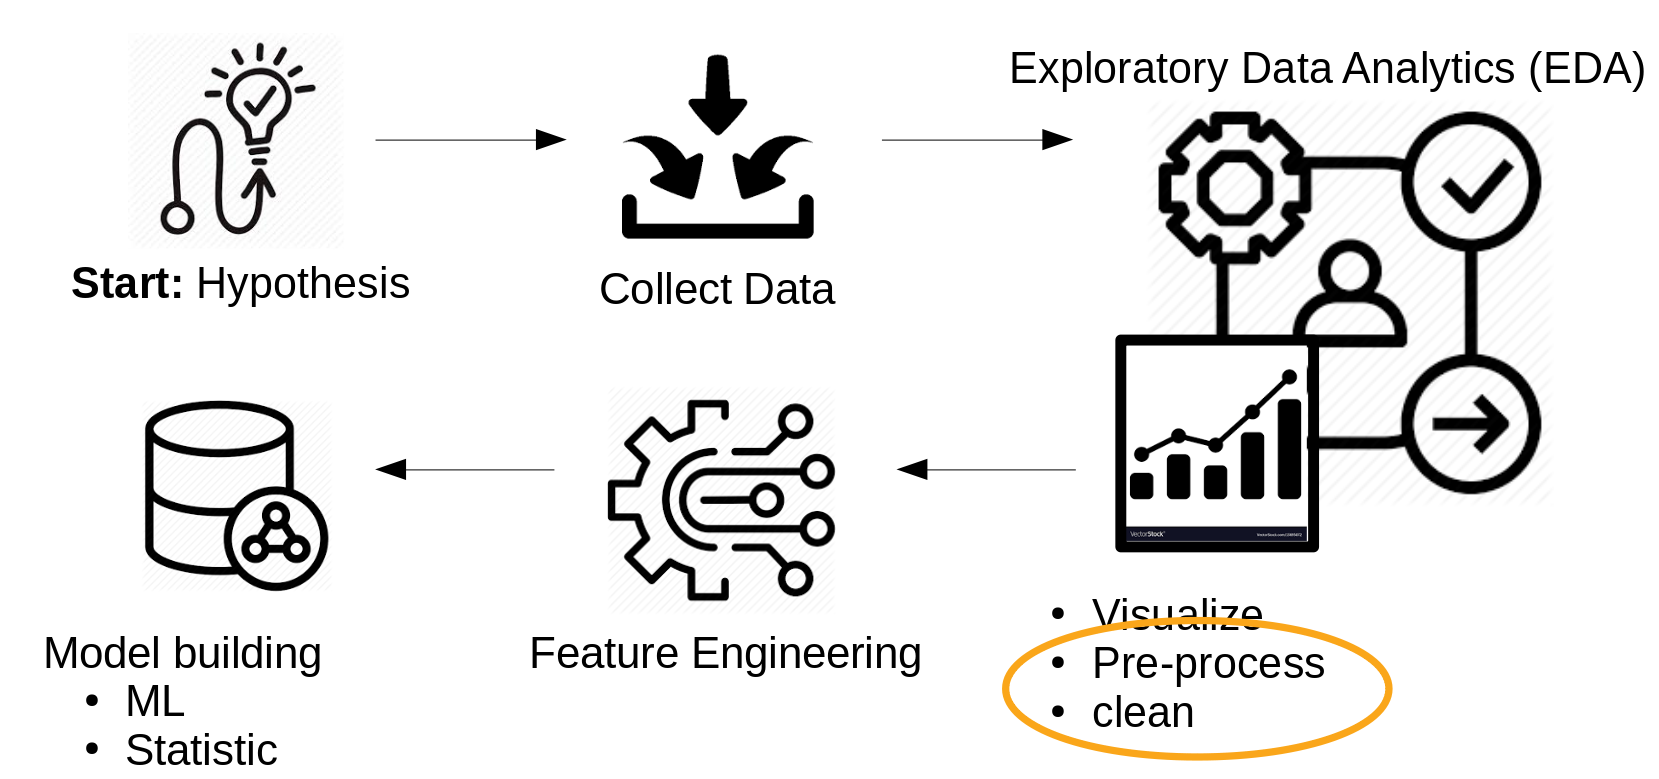 Exploratory Data Analytics (EDA)
Start: Hypothesis
Collect Data
VectorStock
• Visualize
• Pre-process
• clean
Feature Engineering
Model building
• ML
• Statistic